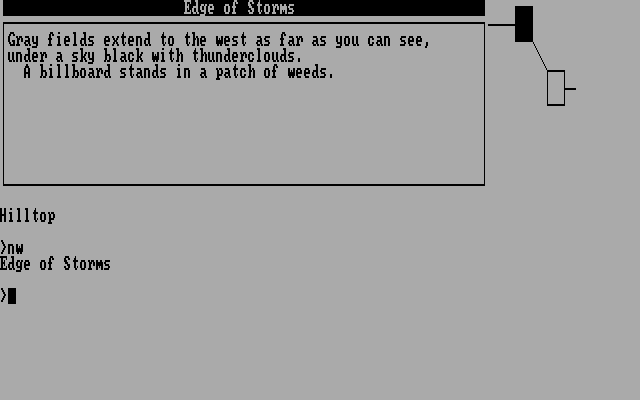 Edge of Storms
Gray fields extend to the west as far as you can see,
under a sky black with thunderclouds.
A billboard stands in a patch of weeds.
Hilltop
>nw
Edge of Storms
>